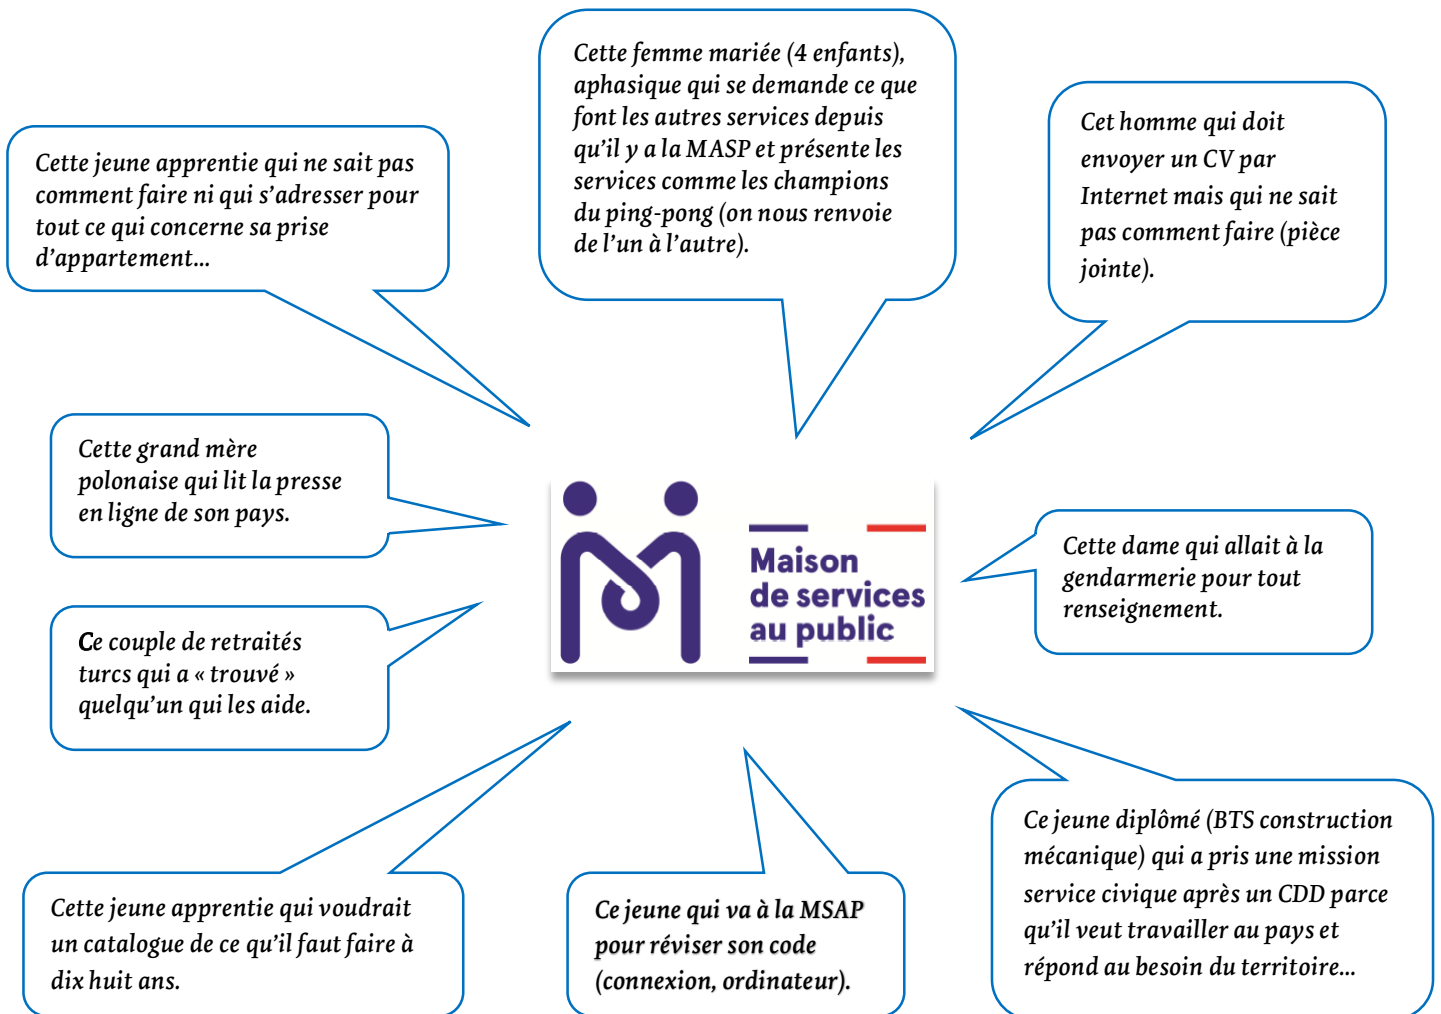 Cette femme mariée (4 enfants),
aphasique qui se demande ce que
font les autres services depuis
qu'il y a la MASP et présente les
services comme les champions
du ping-pong (on nous renvoie
de l'un à l'autre).
Cet homme qui doit
envoyer un CV par
Internet mais qui ne sait
pas comment faire (pièce
jointe).
Cette jeune apprentie qui ne sait pas
comment faire ni qui s'adresser pour
tout ce qui concerne sa prise
d'appartement...
Cette grand mère
polonaise qui lit la presse
en ligne de son pays.
Maison
de services
au public
Cette dame qui allait à la
gendarmerie pour tout
renseignement.
Ce couple de retraités
turcs qui a « trouvé »
quelqu'un qui les aide.
Cette jeune apprentie qui voudrait
un catalogue de ce qu'il faut faire à
dix huit ans.
Ce jeune qui va à la MSAP
pour réviser son code
(connexion, ordinateur).
Ce jeune diplômé (BTS construction
mécanique) qui a pris une mission
service civique après un CDD parce
qu'il veut travailler au pays et
répond au besoin du territoire...